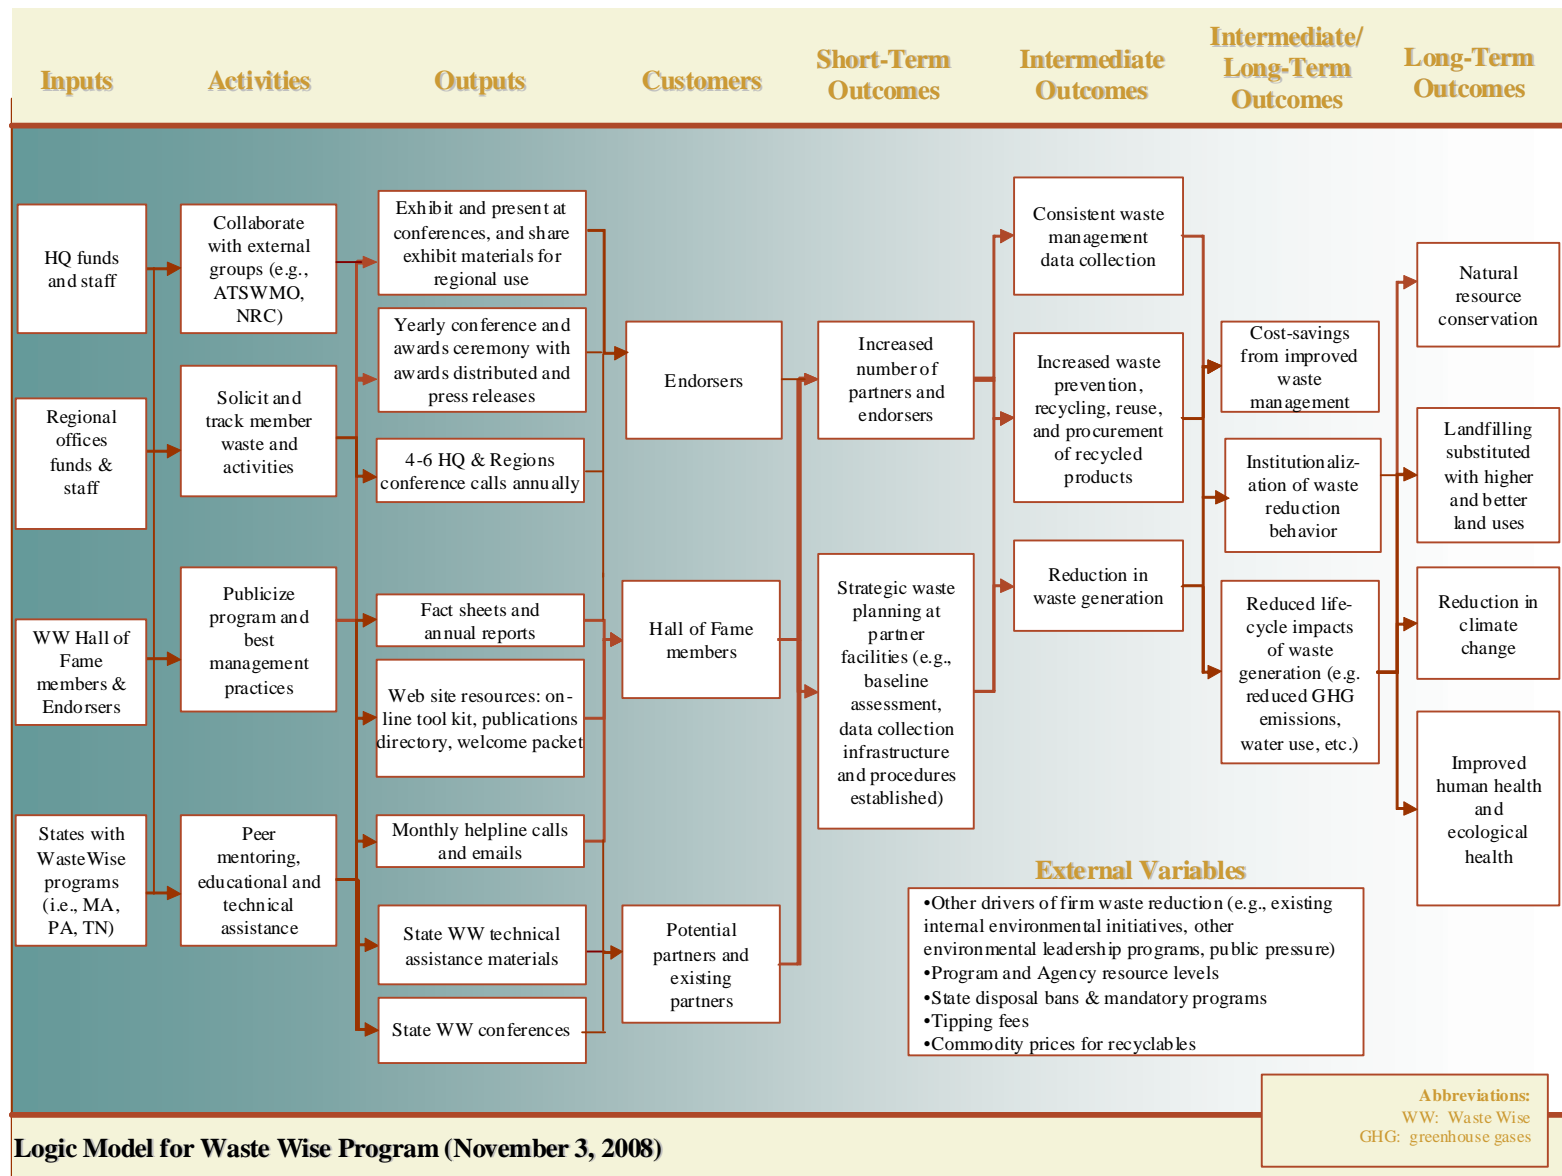 Inputs
Activities
Outputs
Customers
Short-Term
Outcomes
Intermediate
Outcomes
Intermediate/
Long-Term
Outcomes
Long-Term
Outcomes
HQ funds
and staff
Regional
offices
funds &
staff
WW Hall of
Fame
members &
Endorsers
States with
WasteWise
programs
(i.e., MA,
PA, TN)
Collaborate
with external
groups (e.g.,
ATSWMO,
NRC)
Solicit and
track member
waste and
activities
Publicize
program and
best
management
practices
Peer
mentoring,
educational and
technical
assistance
Exhibit and present at
conferences, and share
exhibit materials for
regional use
Yearly conference and
awards ceremony with
awards distributed and
press releases
4-6 HQ & Regions
conference calls annually
Fact sheets and
annual reports
Web site resources: on-
line tool kit, publications
directory, welcome packet
Monthly helpline calls
and emails
State WW technical
assistance materials
State WW conferences
Endorsers
Hall of Fame
members
Potential
partners and
existing
partners
Increased
number of
partners and
endorsers
Strategic waste
planning at
partner
facilities (e.g.,
baseline
assessment,
data collection
infrastructure
and procedures
established)
Consistent waste
management
data collection
Increased waste
prevention,
recycling, reuse,
and procurement
of recycled
products
Reduction in
waste generation
Cost-savings
from improved
waste
management
Institutionaliz-
ation of waste
reduction
behavior
Reduced life-
cycle impacts
of waste
generation (e.g.
reduced GHG
emissions,
water use, etc.)
Natural
resource
conservation
Landfilling
substituted
with higher
and better
land uses
Reduction in
climate
change
Improved
human health
and
ecological
health
External Variables
•Other drivers of firm waste reduction (e.g., existing
internal environmental initiatives, other
environmental leadership programs, public pressure)
•Program and Agency resource levels
•State disposal bans & mandatory programs
•Tipping fees
•Commodity prices for recyclables
Abbreviations:
WW: Waste Wise
GHG: greenhouse gases
Logic Model for Waste Wise Program (November 3, 2008)